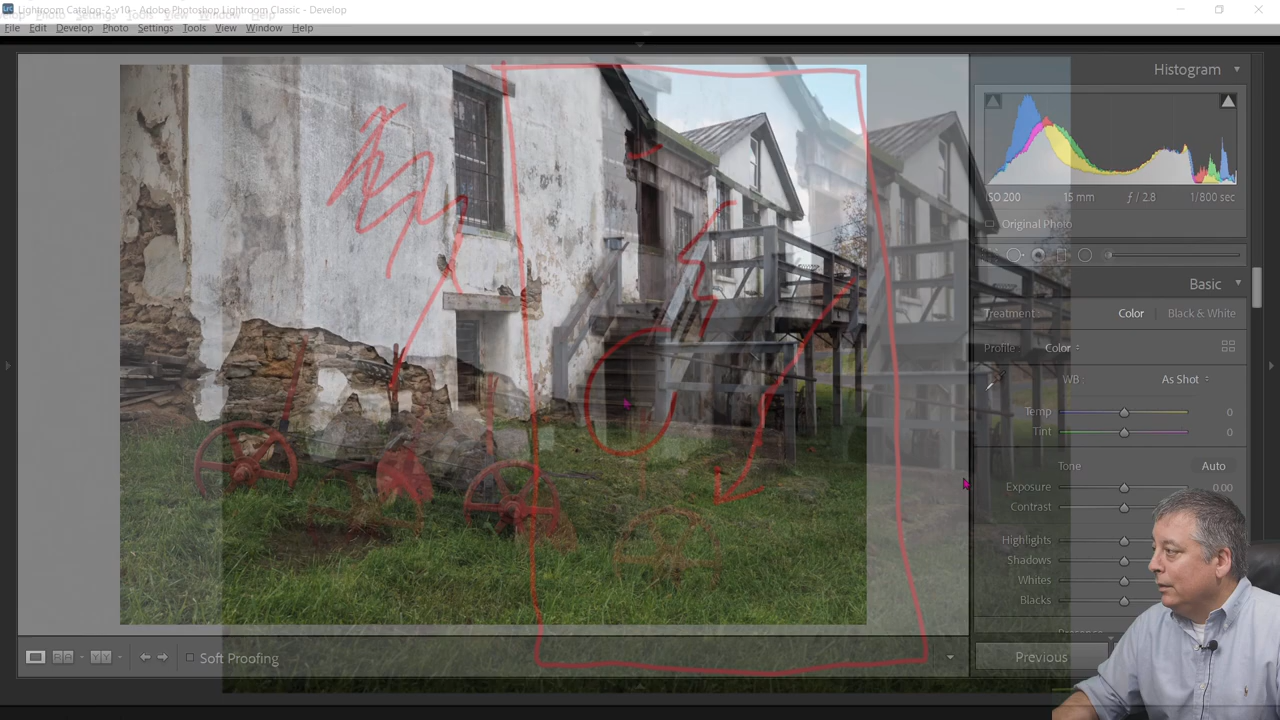 Lightroom Catalog-2-v10 - Adobe Photoshop Lightroom Classic - Develop
File Edit Develop Photo Settings Tools View Window Help
Histogram
ISO 200 15 mm ƒ / 2.8 1/800 sec
Original Photo
Basic
Treatment : Color Black & White
Profile : Color
WB : As Shot
Temp 0
Tint 0
Tone Auto
Exposure 0.00
Contrast
Highlights
Shadows
Whites
Blacks
Presence
Soft Proofing
Previous